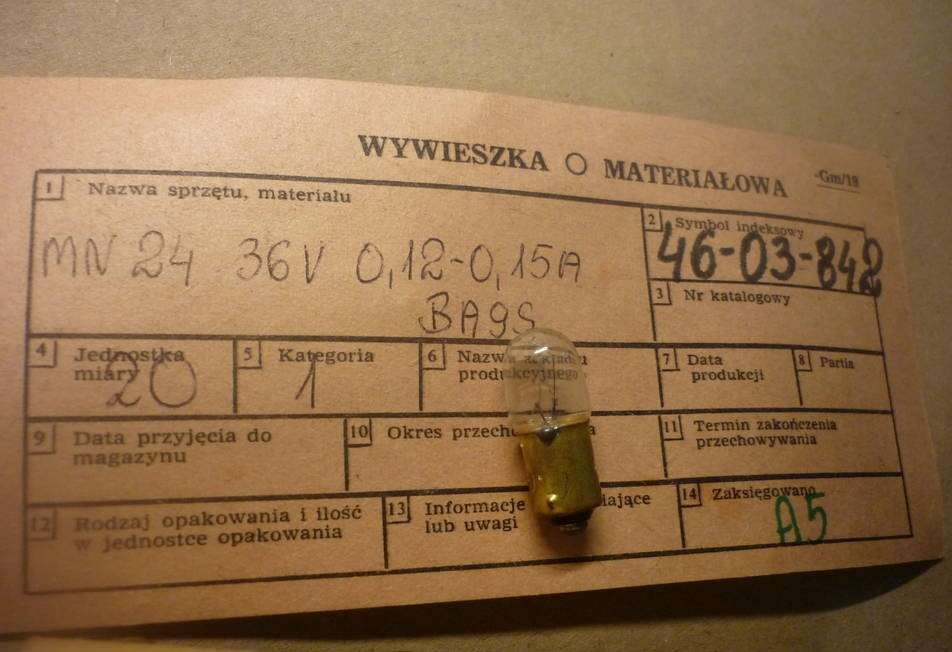 WYWIESZKA O MATERIAŁOWA
-Gm/19
1 Nazwa sprzętu, materiału
MN 24 36V 0,12-0,15A
BA9S
2 Symbol indeksowy
46-03-842
3 Nr katalogowy
4 Jednostka
miary
20
5 Kategoria
1
6 Nazwa zakładu
produkcyjnego
7 Data
produkcji
8 Partia
9 Data przyjęcia do
magazynu
10 Okres
11 Termin zakończenia
przechowywania
12 Rodzaj opakowania i ilość
w jednostce opakowania
13 Informacje
lub uwagi
14 Zaksięgowano
A5